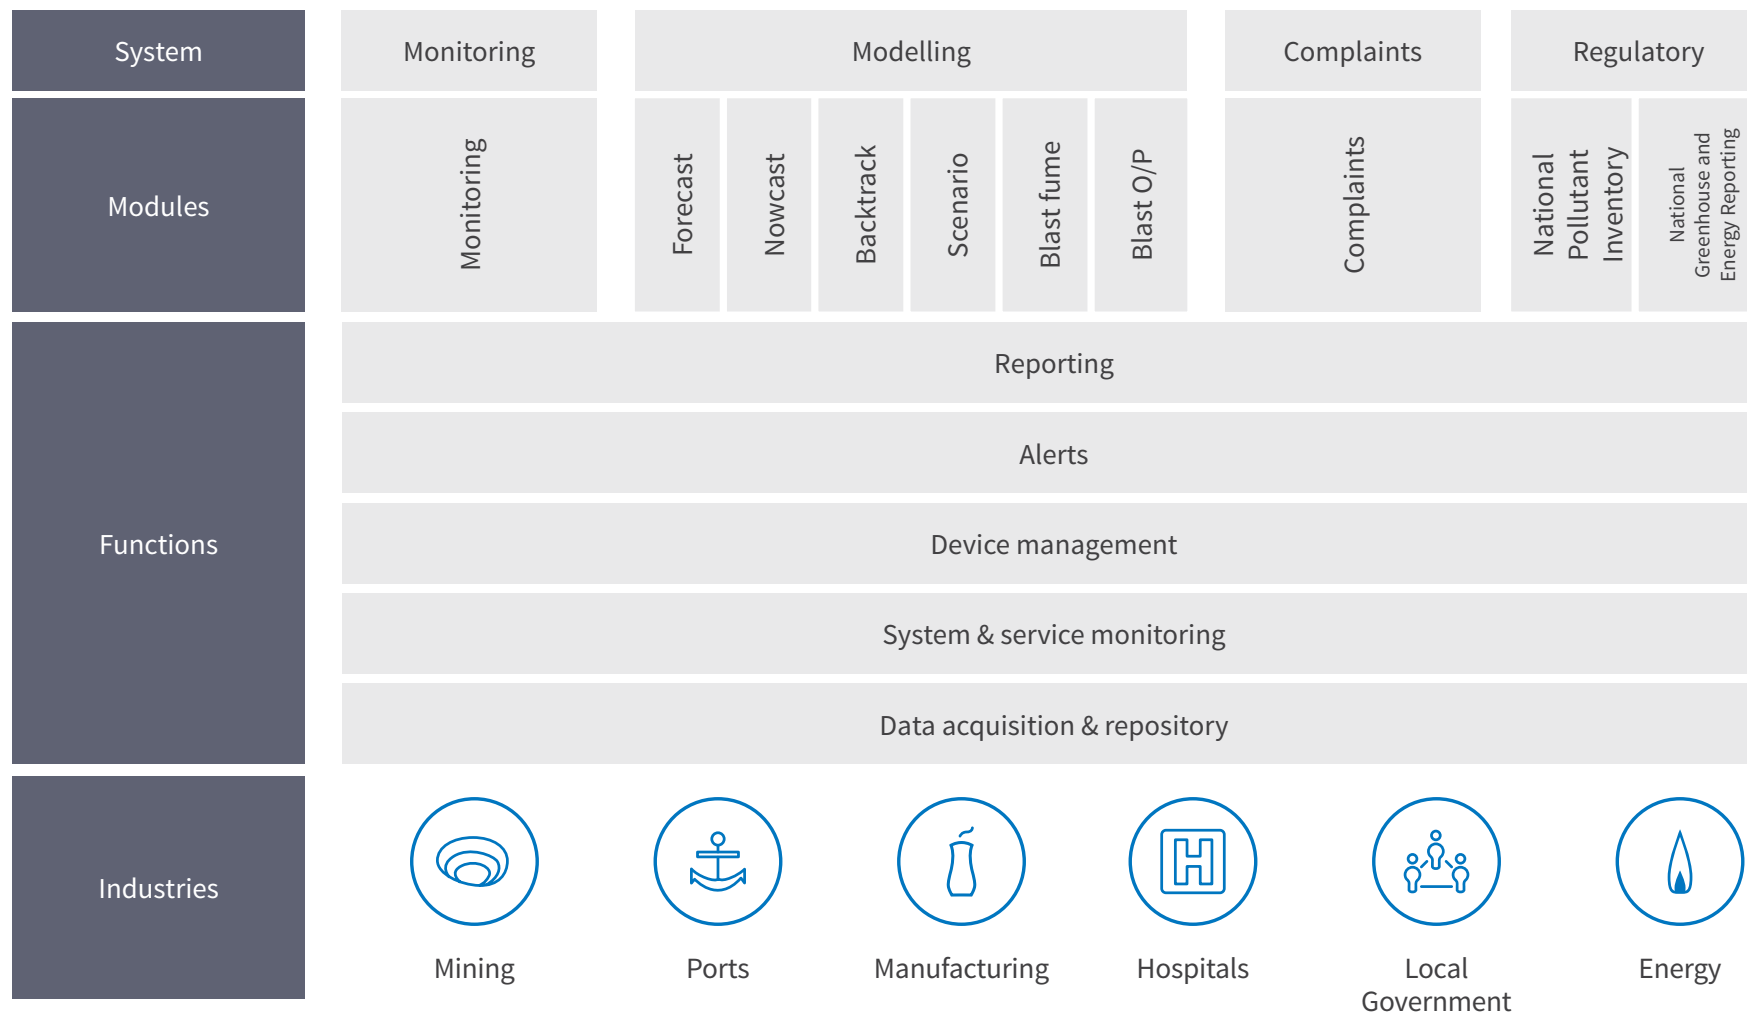 System
Monitoring
Modelling
Complaints
Regulatory
Modules
Monitoring
Forecast
Nowcast
Backtrack
Scenario
Blast fume
Blast O/P
Complaints
National
Pollutant
Inventory
National
Greenhouse and
Energy Reporting
Functions
Reporting
Alerts
Device management
System & service monitoring
Data acquisition & repository
Industries
H
Mining
Ports
Manufacturing
Hospitals
Local
Government
Energy